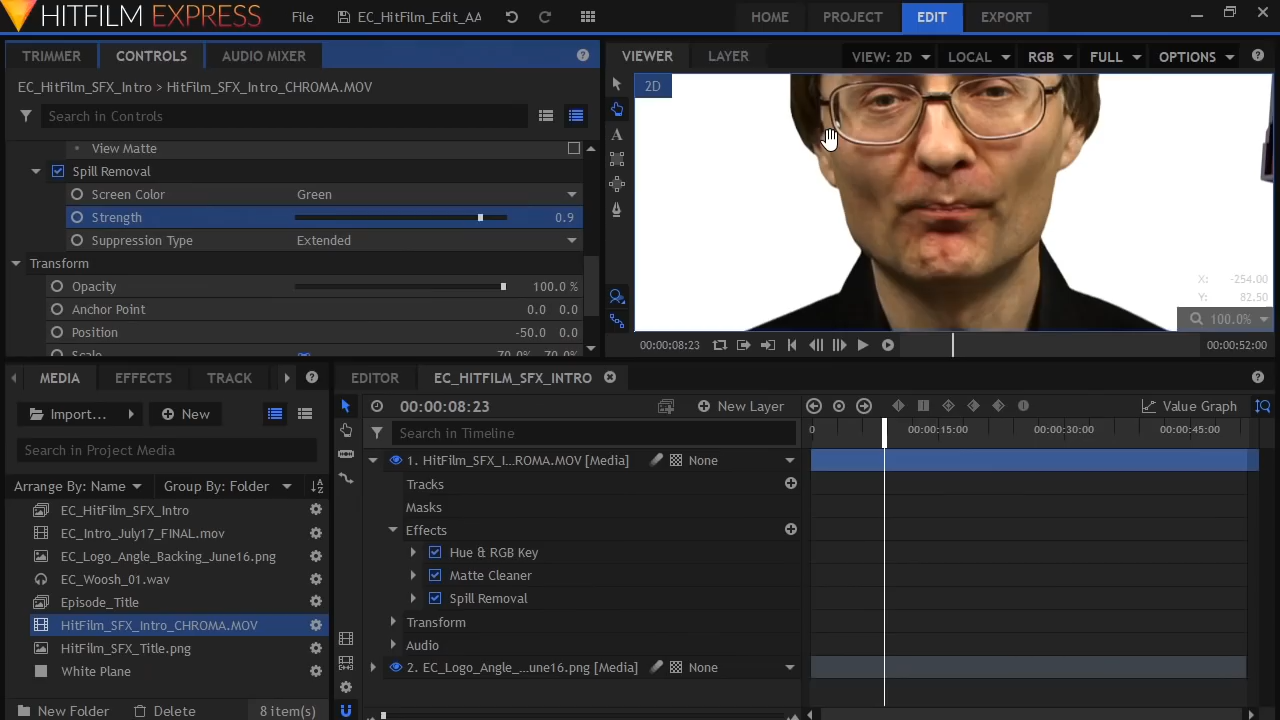 HITFILM EXPRESS
File
EC_HitFilm_Edit_AA
HOME
PROJECT
EDIT
EXPORT
TRIMMER
CONTROLS
AUDIO MIXER
VIEWER
LAYER
VIEW: 2D
LOCAL
RGB
FULL
OPTIONS
EC_HitFilm_SFX_Intro > HitFilm_SFX_Intro_CHROMA.MOV
2D
Search in Controls
View Matte
Spill Removal
Screen Color Green
Strength 0.9
Suppression Type Extended
Transform
Opacity 100.0 %
Anchor Point 0.0 0.0
Position -50.0 0.0
Scale 70.0% 70.0%
X: -254.00
Y: 82.50
100.0%
00:00:08:23
00:00:52:00
MEDIA
EFFECTS
TRACK
EDITOR
EC_HITFILM_SFX_INTRO
Import...
New
00:00:08:23
New Layer
Value Graph
Search in Timeline
0
00:00:15:00
00:00:30:00
00:00:45:00
Search in Project Media
Arrange By: Name
Group By: Folder
EC_HitFilm_SFX_Intro
EC_Intro_July17_FINAL.mov
EC_Logo_Angle_Backing_June16.png
EC_Woosh_01.wav
Episode_Title
HitFilm_SFX_Intro_CHROMA.MOV
HitFilm_SFX_Title.png
White Plane
New Folder
Delete
8 item(s)
1. HitFilm_SFX_I...ROMA.MOV [Media] None
Tracks
Masks
Effects
Hue & RGB Key
Matte Cleaner
Spill Removal
Transform
Audio
2. EC_Logo_Angle_...une16.png [Media] None